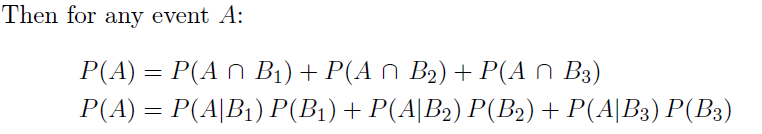 Then for any event A:
P(A) = P(A ∩ B₁) + P(A ∩ B₂) + P(A ∩ B₃)
P(A) = P(A|B₁) P(B₁) + P(A|B₂) P(B₂) + P(A|B₃) P(B₃)